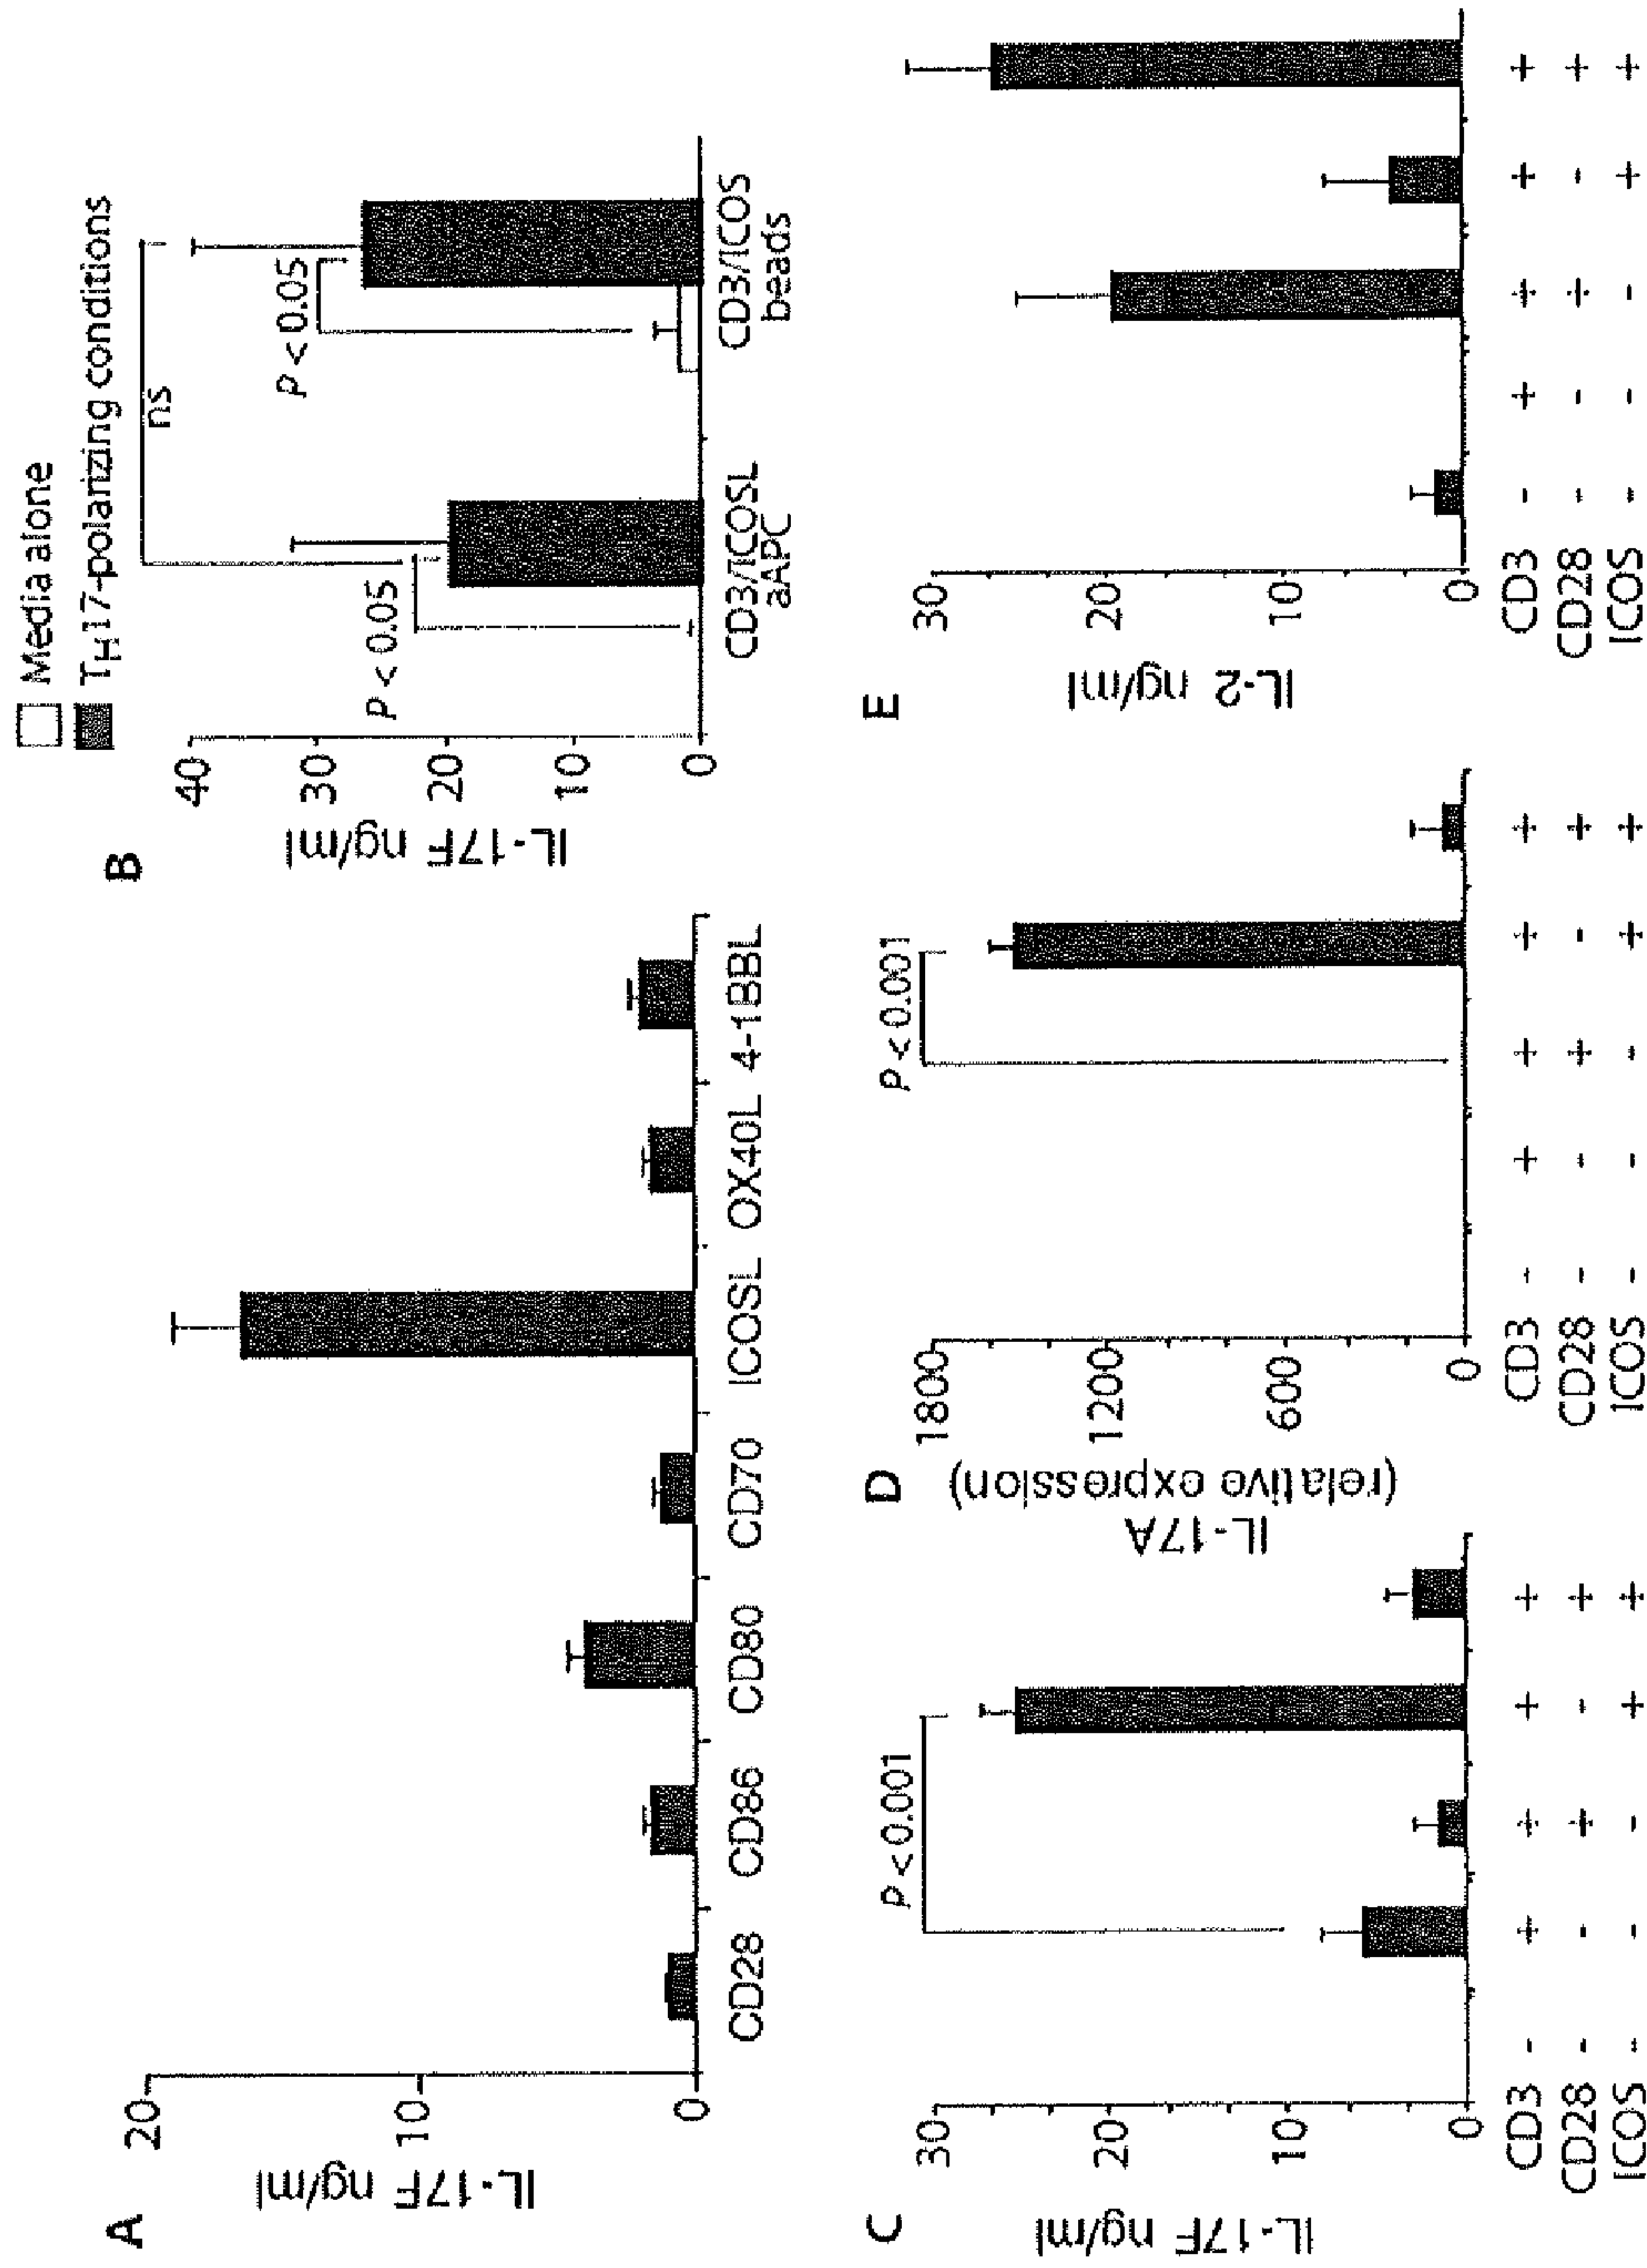 Media alone
TH17-polarizing conditions
A
IL-17F ng/ml
20
10
0
CD28 CD86 CD80 CD70 ICOSL OX40L 4-1BBL
B
IL-17F ng/ml
40
30
20
10
0
ns
P < 0.05
P < 0.05
CD3/ICOSL
aAPC
CD3/ICOS
beads
C
IL-17F ng/ml
30
20
10
0
P < 0.001
CD3 - + + + +
CD28 - - + - +
ICOS - - - + +
D
IL-17A
(relative expression)
1800
1200
600
0
P < 0.001
CD3 - + + + +
CD28 - - + - +
ICOS - - - + +
E
IL-2 ng/ml
30
20
10
0
CD3 - + + + +
CD28 - - + - +
ICOS - - - + +